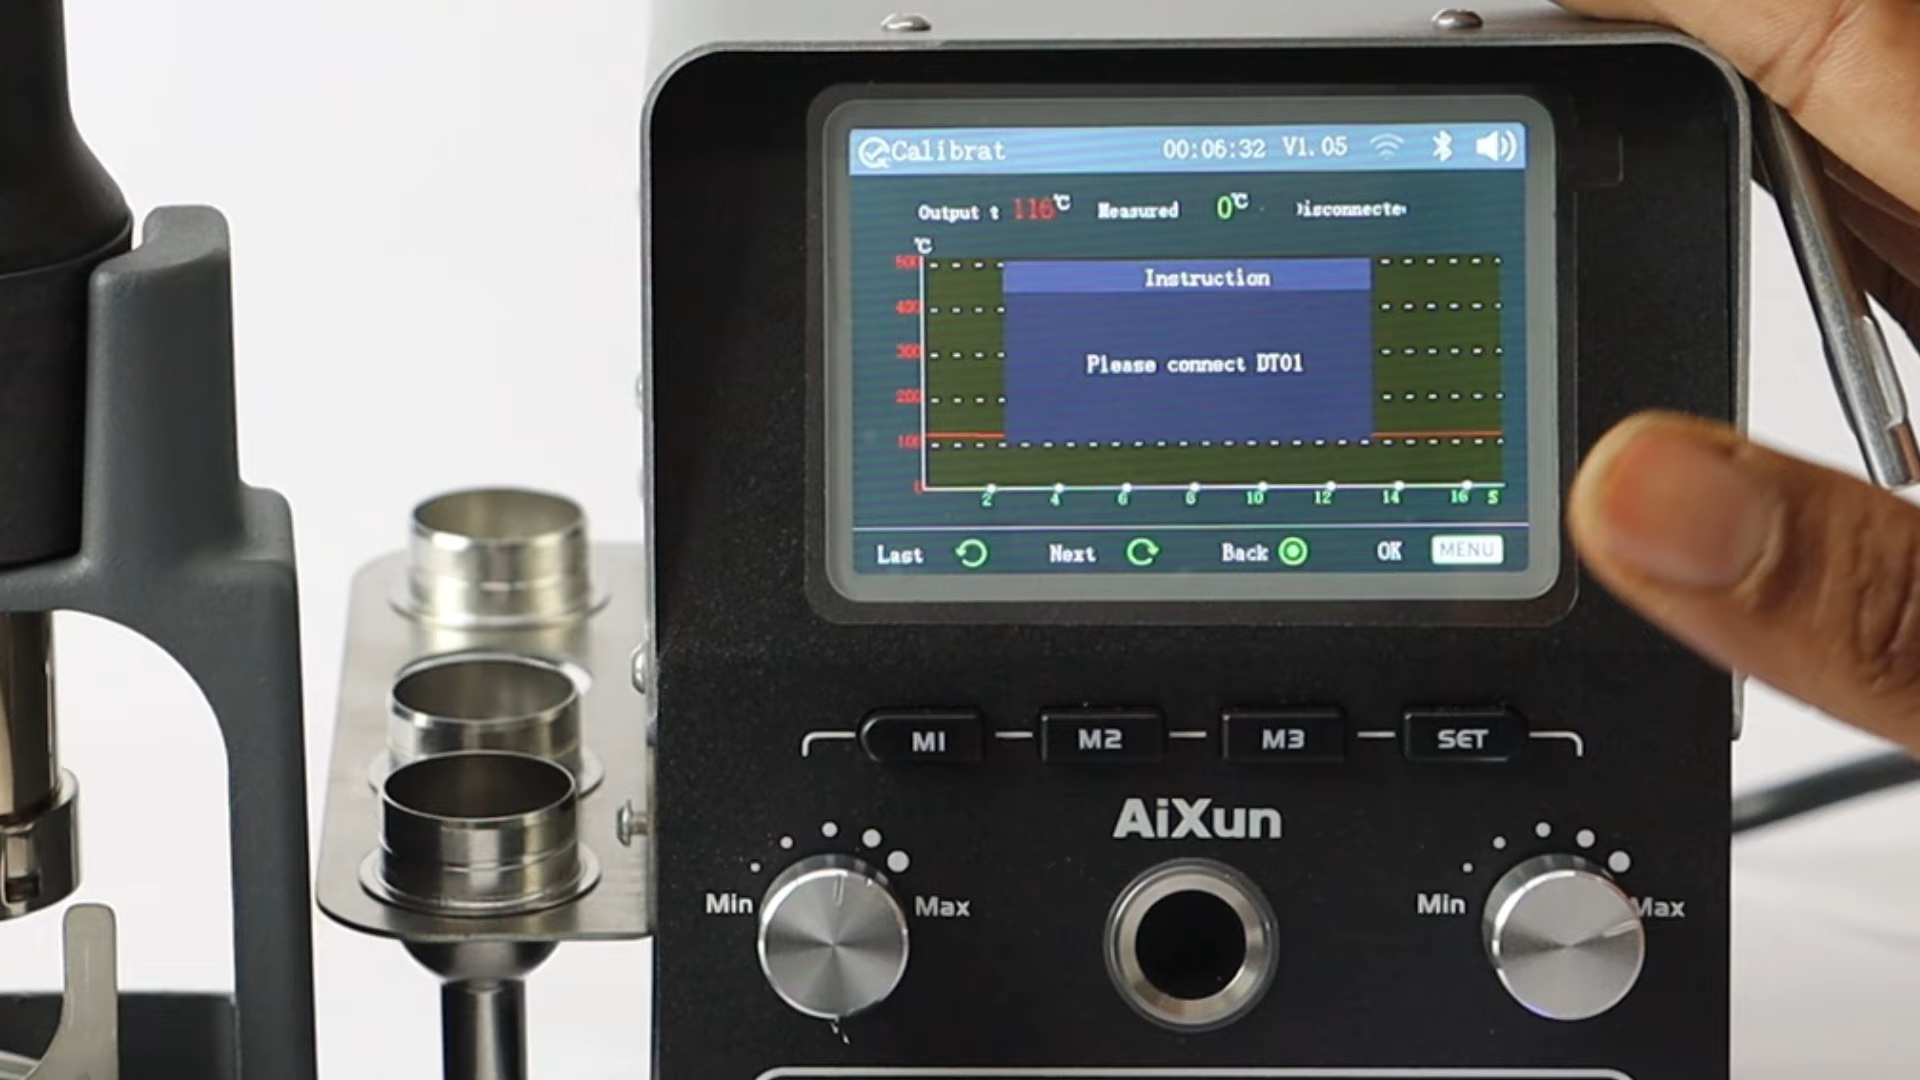 Calibrat 00:06:32 V1.05
Output t 116℃ Measured 0℃ Disconnecte
℃
500
Instruction
400
Please connect DT01
300
200
100
0
2 4 6 8 10 12 14 16 S
Last Next Back OK MENU
M1 M2 M3 SET
AiXun
Min Max Min Max